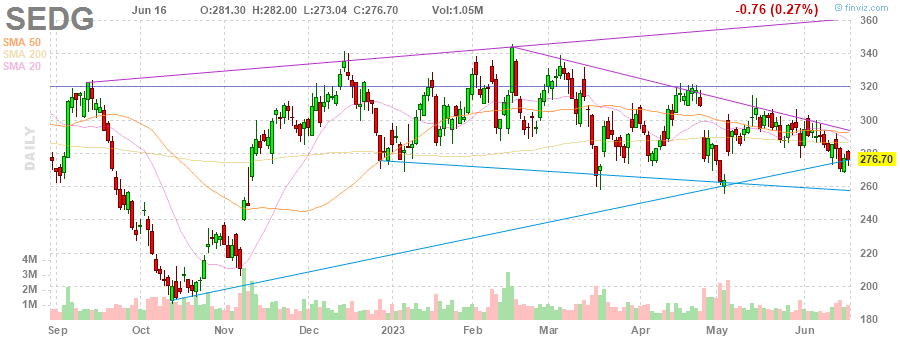 SEDG
Jun 16 O:281.30 H:282.00 L:273.04 C:276.70 Vol:1.05M
-0.76 (0.27%)
© finviz.com
SMA 50
SMA 200
SMA 20
DAILY
360
340
320
300
280
276.70
260
240
220
200
180
4M
3M
2M
1M
Sep Oct Nov Dec 2023 Feb Mar Apr May Jun